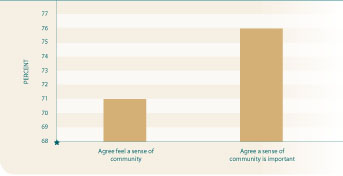 77
76
75
74
73
72
71
70
69
68
PERCENT
Agree feel a sense of
community
Agree a sense of
community is important